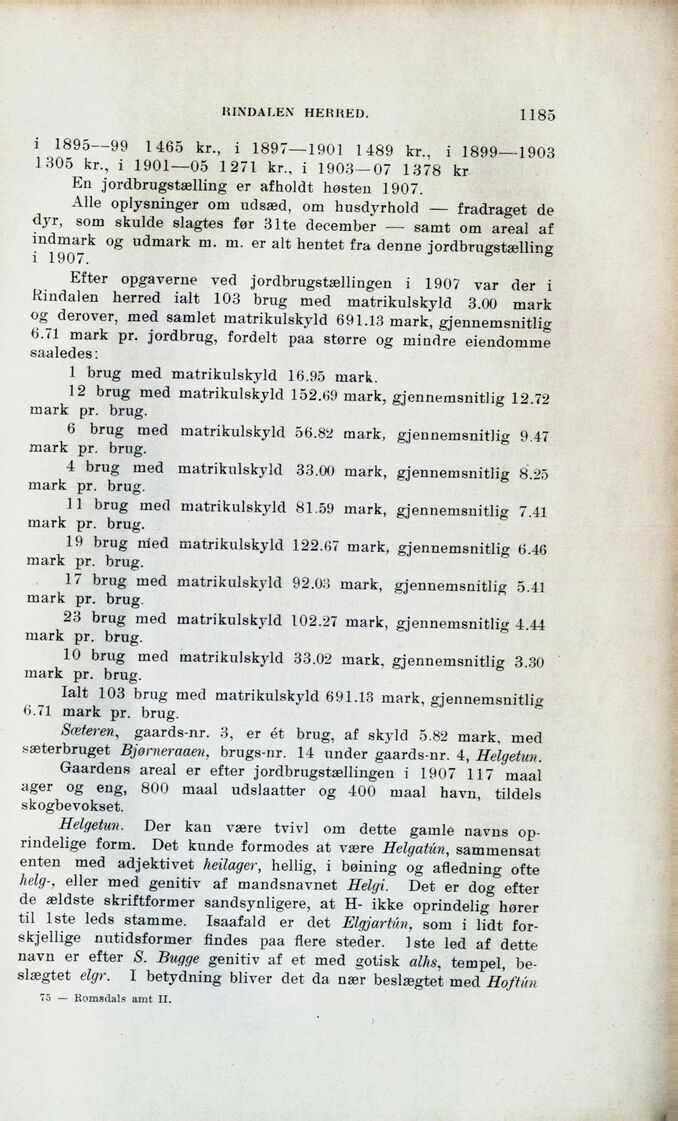 RINDALEN HERRED. 1185
i 1895--99 1465 kr., i 1897—1901 1489 kr., i 1899—1903
1305 kr., i 1901—05 1271 kr., i 1903—07 1378 kr
En jordbrugstælling er afholdt høsten 1907.
Alle oplysninger om udsæd, om husdyrhold — fradraget de
dyr, som skulde slagtes før 31te december — samt om areal af
indmark og udmark m. m. er alt hentet fra denne jordbrugstælling
i 1907.
Efter opgaverne ved jordbrugstællingen i 1907 var der i
Rindalen herred ialt 103 brug med matrikulskyld 3.00 mark
og derover, med samlet matrikulskyld 691.13 mark, gjennemsnitlig
6.71 mark pr. jordbrug, fordelt paa større og mindre eiendomme
saaledes:
1 brug med matrikulskyld 16.95 mark.
12 brug med matrikulskyld 152.69 mark, gjennemsnitlig 12.72
mark pr. brug.
6 brug med matrikulskyld 56.82 mark, gjennemsnitlig 9.47
mark pr. brug.
4 brug med matrikulskyld 33.00 mark, gjennemsnitlig 8.25
mark pr. brug.
11 brug med matrikulskyld 81.59 mark, gjennemsnitlig 7.41
mark pr. brug.
19 brug med matrikulskyld 122.67 mark, gjennemsnitlig 6.46
mark pr. brug.
17 brug med matrikulskyld 92.03 mark, gjennemsnitlig 5.41
mark pr. brug.
23 brug med matrikulskyld 102.27 mark, gjennemsnitlig 4.44
mark pr. brug.
10 brug med matrikulskyld 33.02 mark, gjennemsnitlig 3.30
mark pr. brug.
Ialt 103 brug med matrikulskyld 691.13 mark, gjennemsnitlig
6.71 mark pr. brug.
Sæteren, gaards-nr. 3, er ét brug, af skyld 5.82 mark, med
sæterbruget Bjørneraaen, brugs-nr. 14 under gaards-nr. 4, Helgetun.
Gaardens areal er efter jordbrugstællingen i 1907 117 maal
ager og eng, 800 maal udslaatter og 400 maal havn, tildels
skogbevokset.
Helgetun. Der kan være tvivl om dette gamle navns op-
rindelige form. Det kunde formodes at være Helgatún, sammensat
enten med adjektivet heilager, hellig, i bøining og afledning ofte
helg-, eller med genitiv af mandsnavnet Helgi. Det er dog efter
de ældste skriftformer sandsynligere, at H- ikke oprindelig hører
til 1ste leds stamme. Isaafald er det Elgjartún, som i lidt for-
skjellige nutidsformer findes paa flere steder. 1ste led af dette
navn er efter S. Bugge genitiv af et med gotisk alhs, tempel, be-
slægtet elgr. I betydning bliver det da nær beslægtet med Hoftún
75 — Romsdals amt II.